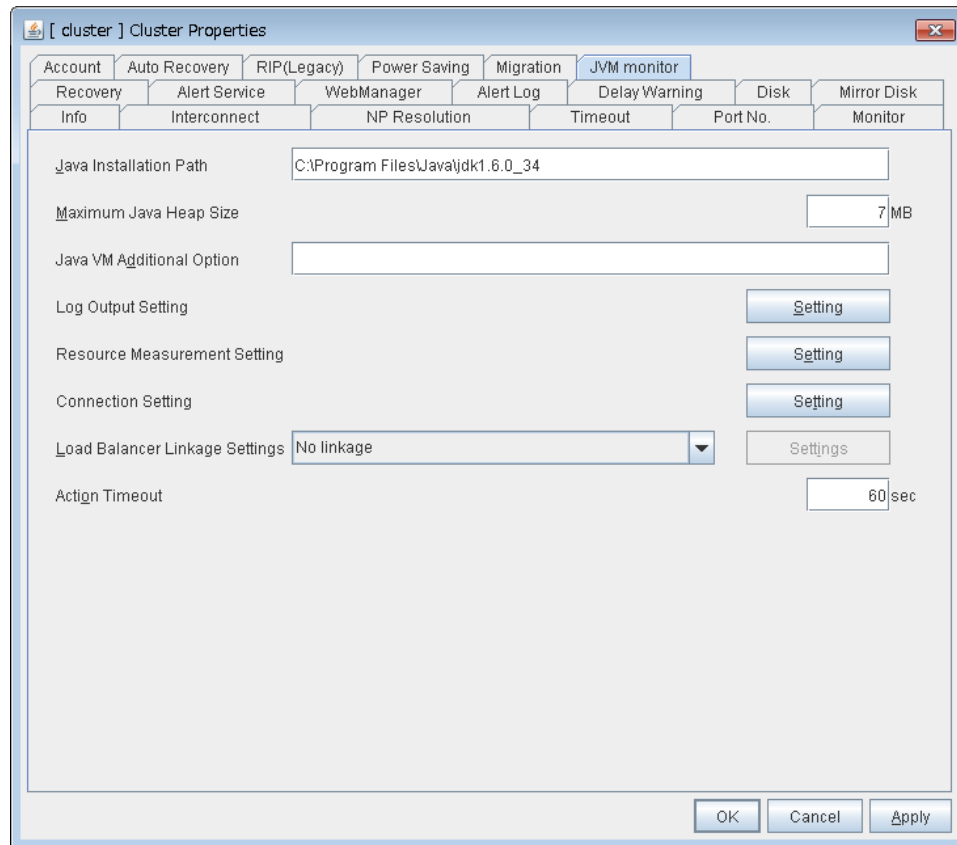 [ cluster ] Cluster Properties
Account Auto Recovery RIP(Legacy) Power Saving Migration JVM monitor
Recovery Alert Service WebManager Alert Log Delay Warning Disk Mirror Disk
Info Interconnect NP Resolution Timeout Port No. Monitor
Java Installation Path C:\Program Files\Java\jdk1.6.0_34
Maximum Java Heap Size 7 MB
Java VM Additional Option
Log Output Setting Setting
Resource Measurement Setting Setting
Connection Setting Setting
Load Balancer Linkage Settings No linkage Settings
Action Timeout 60 sec
OK Cancel Apply